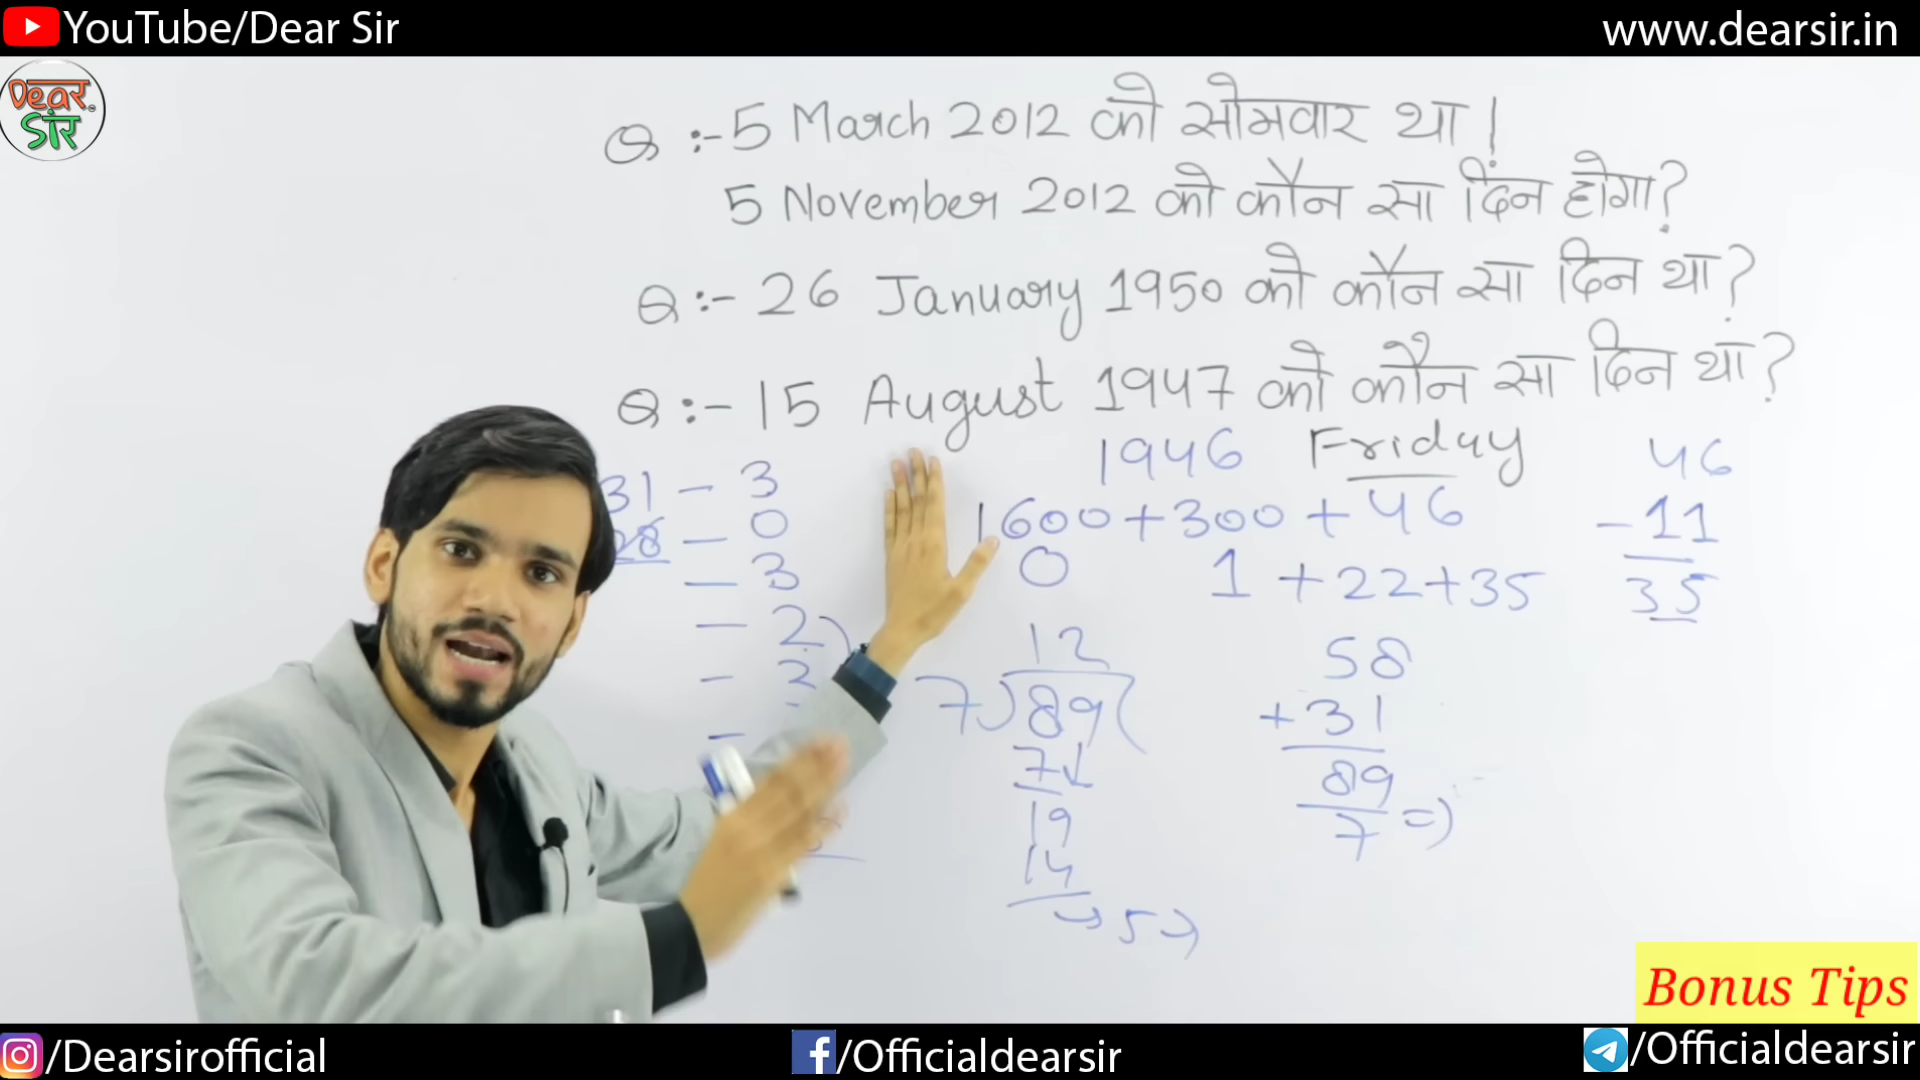 YouTube/Dear Sir
www.dearsir.in
Dear
सर
Q :- 5 March 2012 को सोमवार था।
5 November 2012 को कौन सा दिन होगा?
Q :- 26 January 1950 को कौन सा दिन था?
Q :- 15 August 1947 को कौन सा दिन था?
1946 Friday
31 - 3
28 - 0
- 3
- 2
- 3
-
1600 + 300 + 46
0 1 + 22 + 35
46
- 11
35
12
7)89(
7↓
19
14
→ 5 →
58
+ 31
89
7 =>
Bonus Tips
/Dearsirofficial
/Officialdearsir
/Officialdearsir